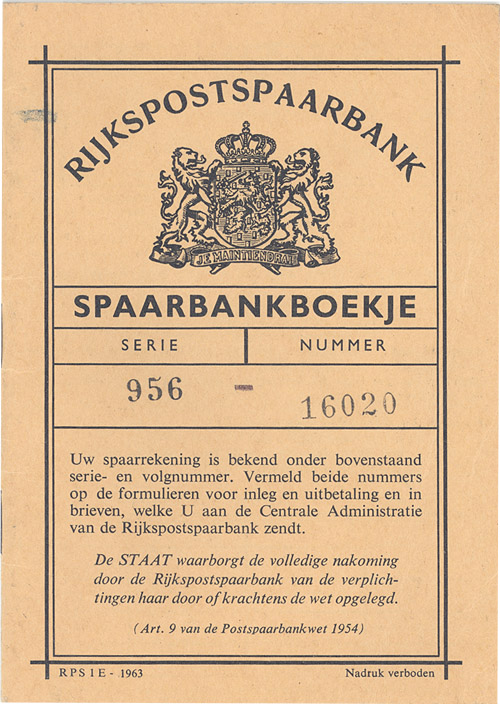 RIJKSPOSTSPAARBANK
JE MAINTIENDRAI
SPAARBANKBOEKJE
SERIE NUMMER
956 - 16020
Uw spaarrekening is bekend onder bovenstaand
serie- en volgnummer. Vermeld beide nummers
op de formulieren voor inleg en uitbetaling en in
brieven, welke U aan de Centrale Administratie
van de Rijkspostspaarbank zendt.
De STAAT waarborgt de volledige nakoming
door de Rijkspostspaarbank van de verplich-
tingen haar door of krachtens de wet opgelegd.
(Art. 9 van de Postspaarbankwet 1954)
RPS 1E - 1963 Nadruk verboden